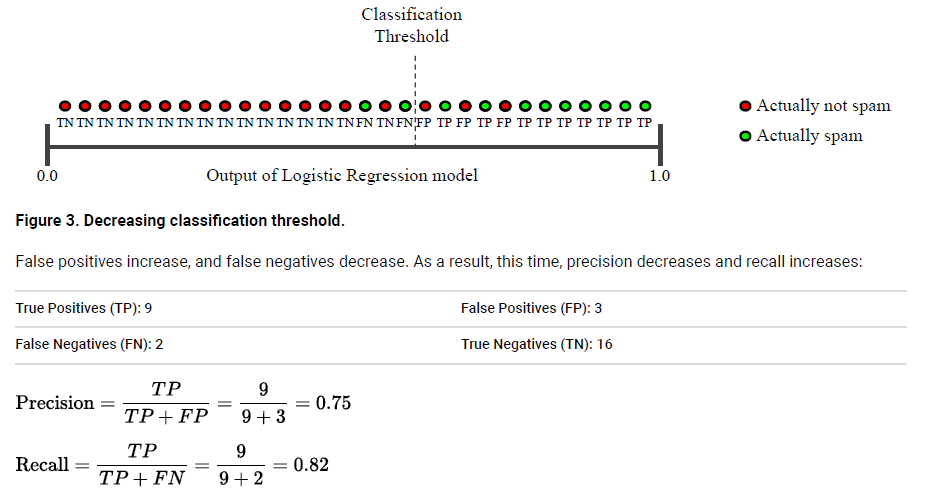 Classification
Threshold
Actually not spam
TN TN TN TN TN TN TN TN TN TN TN TN TN TN TN FN TN FN FP TP FP TP FP TP TP TP TP TP TP TP
Actually spam
0.0 Output of Logistic Regression model 1.0
Figure 3. Decreasing classification threshold.
False positives increase, and false negatives decrease. As a result, this time, precision decreases and recall increases:
True Positives (TP): 9 False Positives (FP): 3
False Negatives (FN): 2 True Negatives (TN): 16
Precision = TP / TP + FP = 9 / 9 + 3 = 0.75
Recall = TP / TP + FN = 9 / 9 + 2 = 0.82